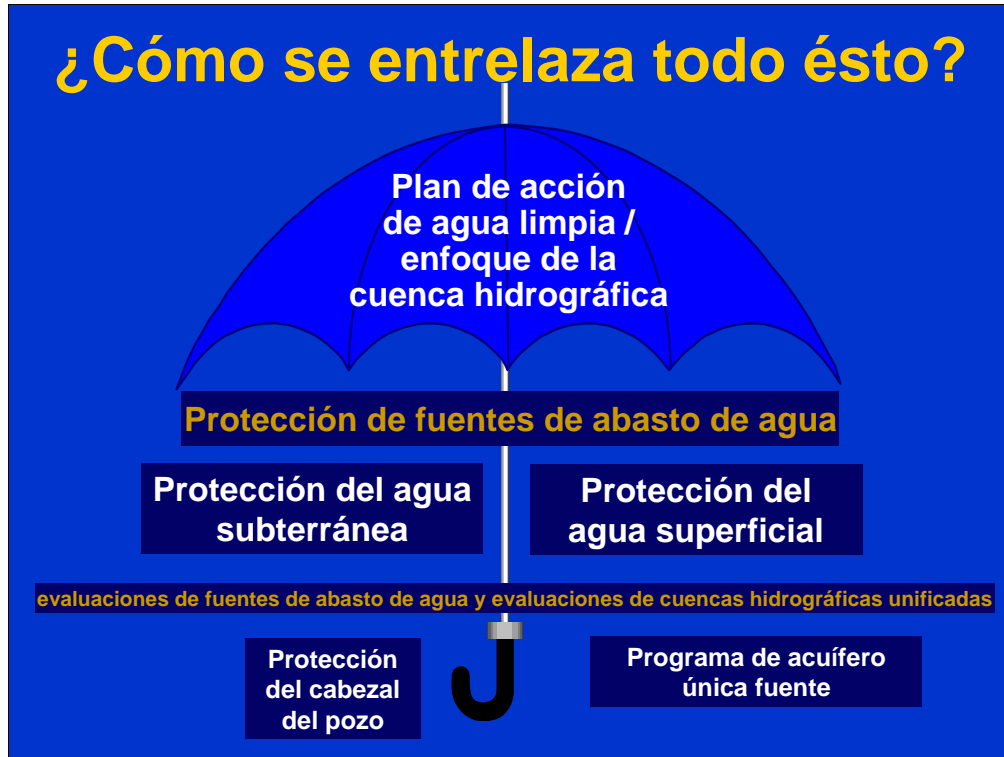 ¿Cómo se entrelaza todo ésto?
Plan de acción
de agua limpia /
enfoque de la
cuenca hidrográfica
Protección de fuentes de abasto de agua
Protección del agua
subterránea
Protección del
agua superficial
evaluaciones de fuentes de abasto de agua y evaluaciones de cuencas hidrográficas unificadas
Protección
del cabezal
del pozo
Programa de acuífero
única fuente